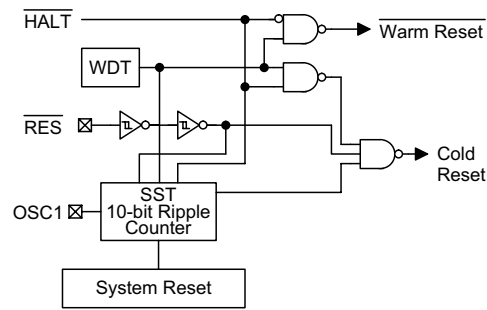 HALT
Warm Reset
WDT
RES
Cold
Reset
SST
10-bit Ripple
Counter
OSC1
System Reset